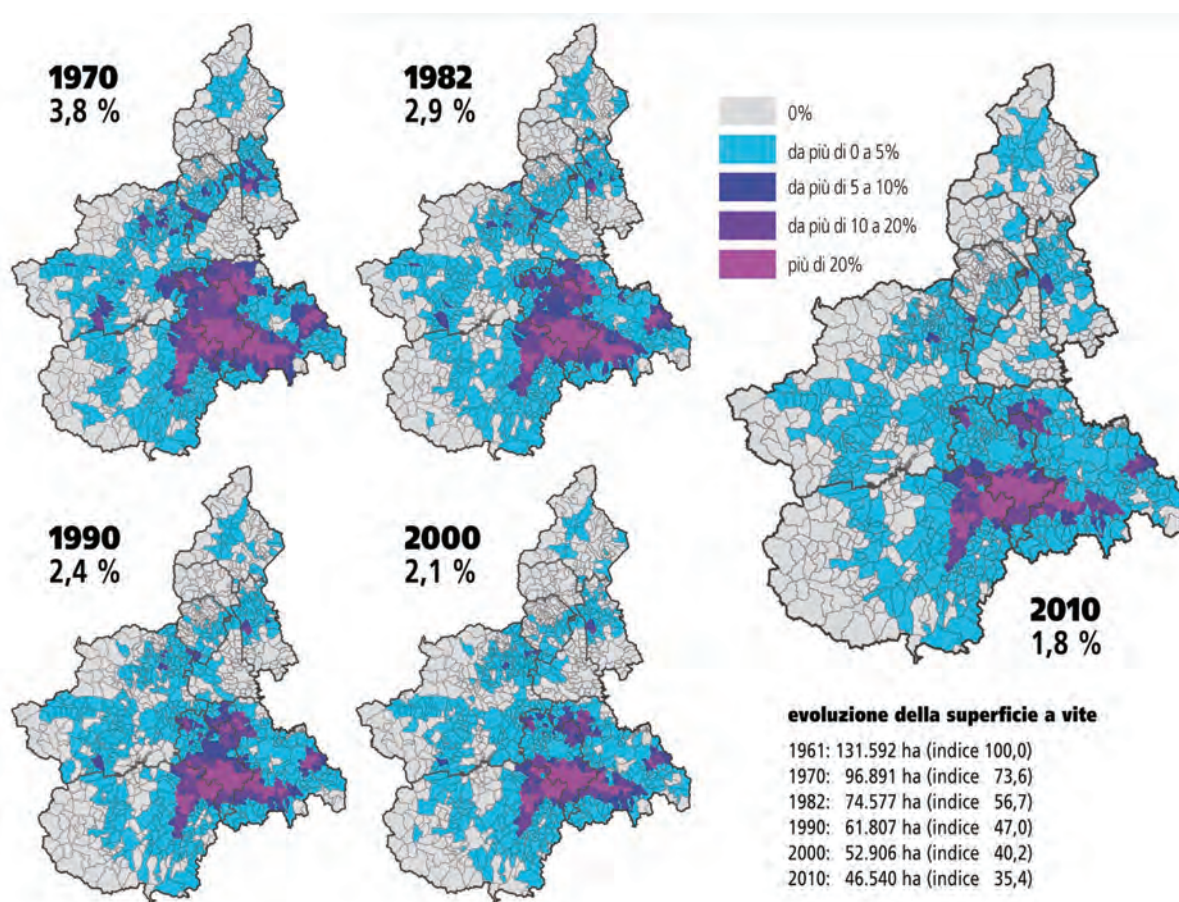 1970
3,8 %
1982
2,9 %
0%
da più di 0 a 5%
da più di 5 a 10%
da più di 10 a 20%
più di 20%
1990
2,4 %
2000
2,1 %
2010
1,8 %
evoluzione della superficie a vite
1961: 131.592 ha (indice 100,0)
1970: 96.891 ha (indice 73,6)
1982: 74.577 ha (indice 56,7)
1990: 61.807 ha (indice 47,0)
2000: 52.906 ha (indice 40,2)
2010: 46.540 ha (indice 35,4)